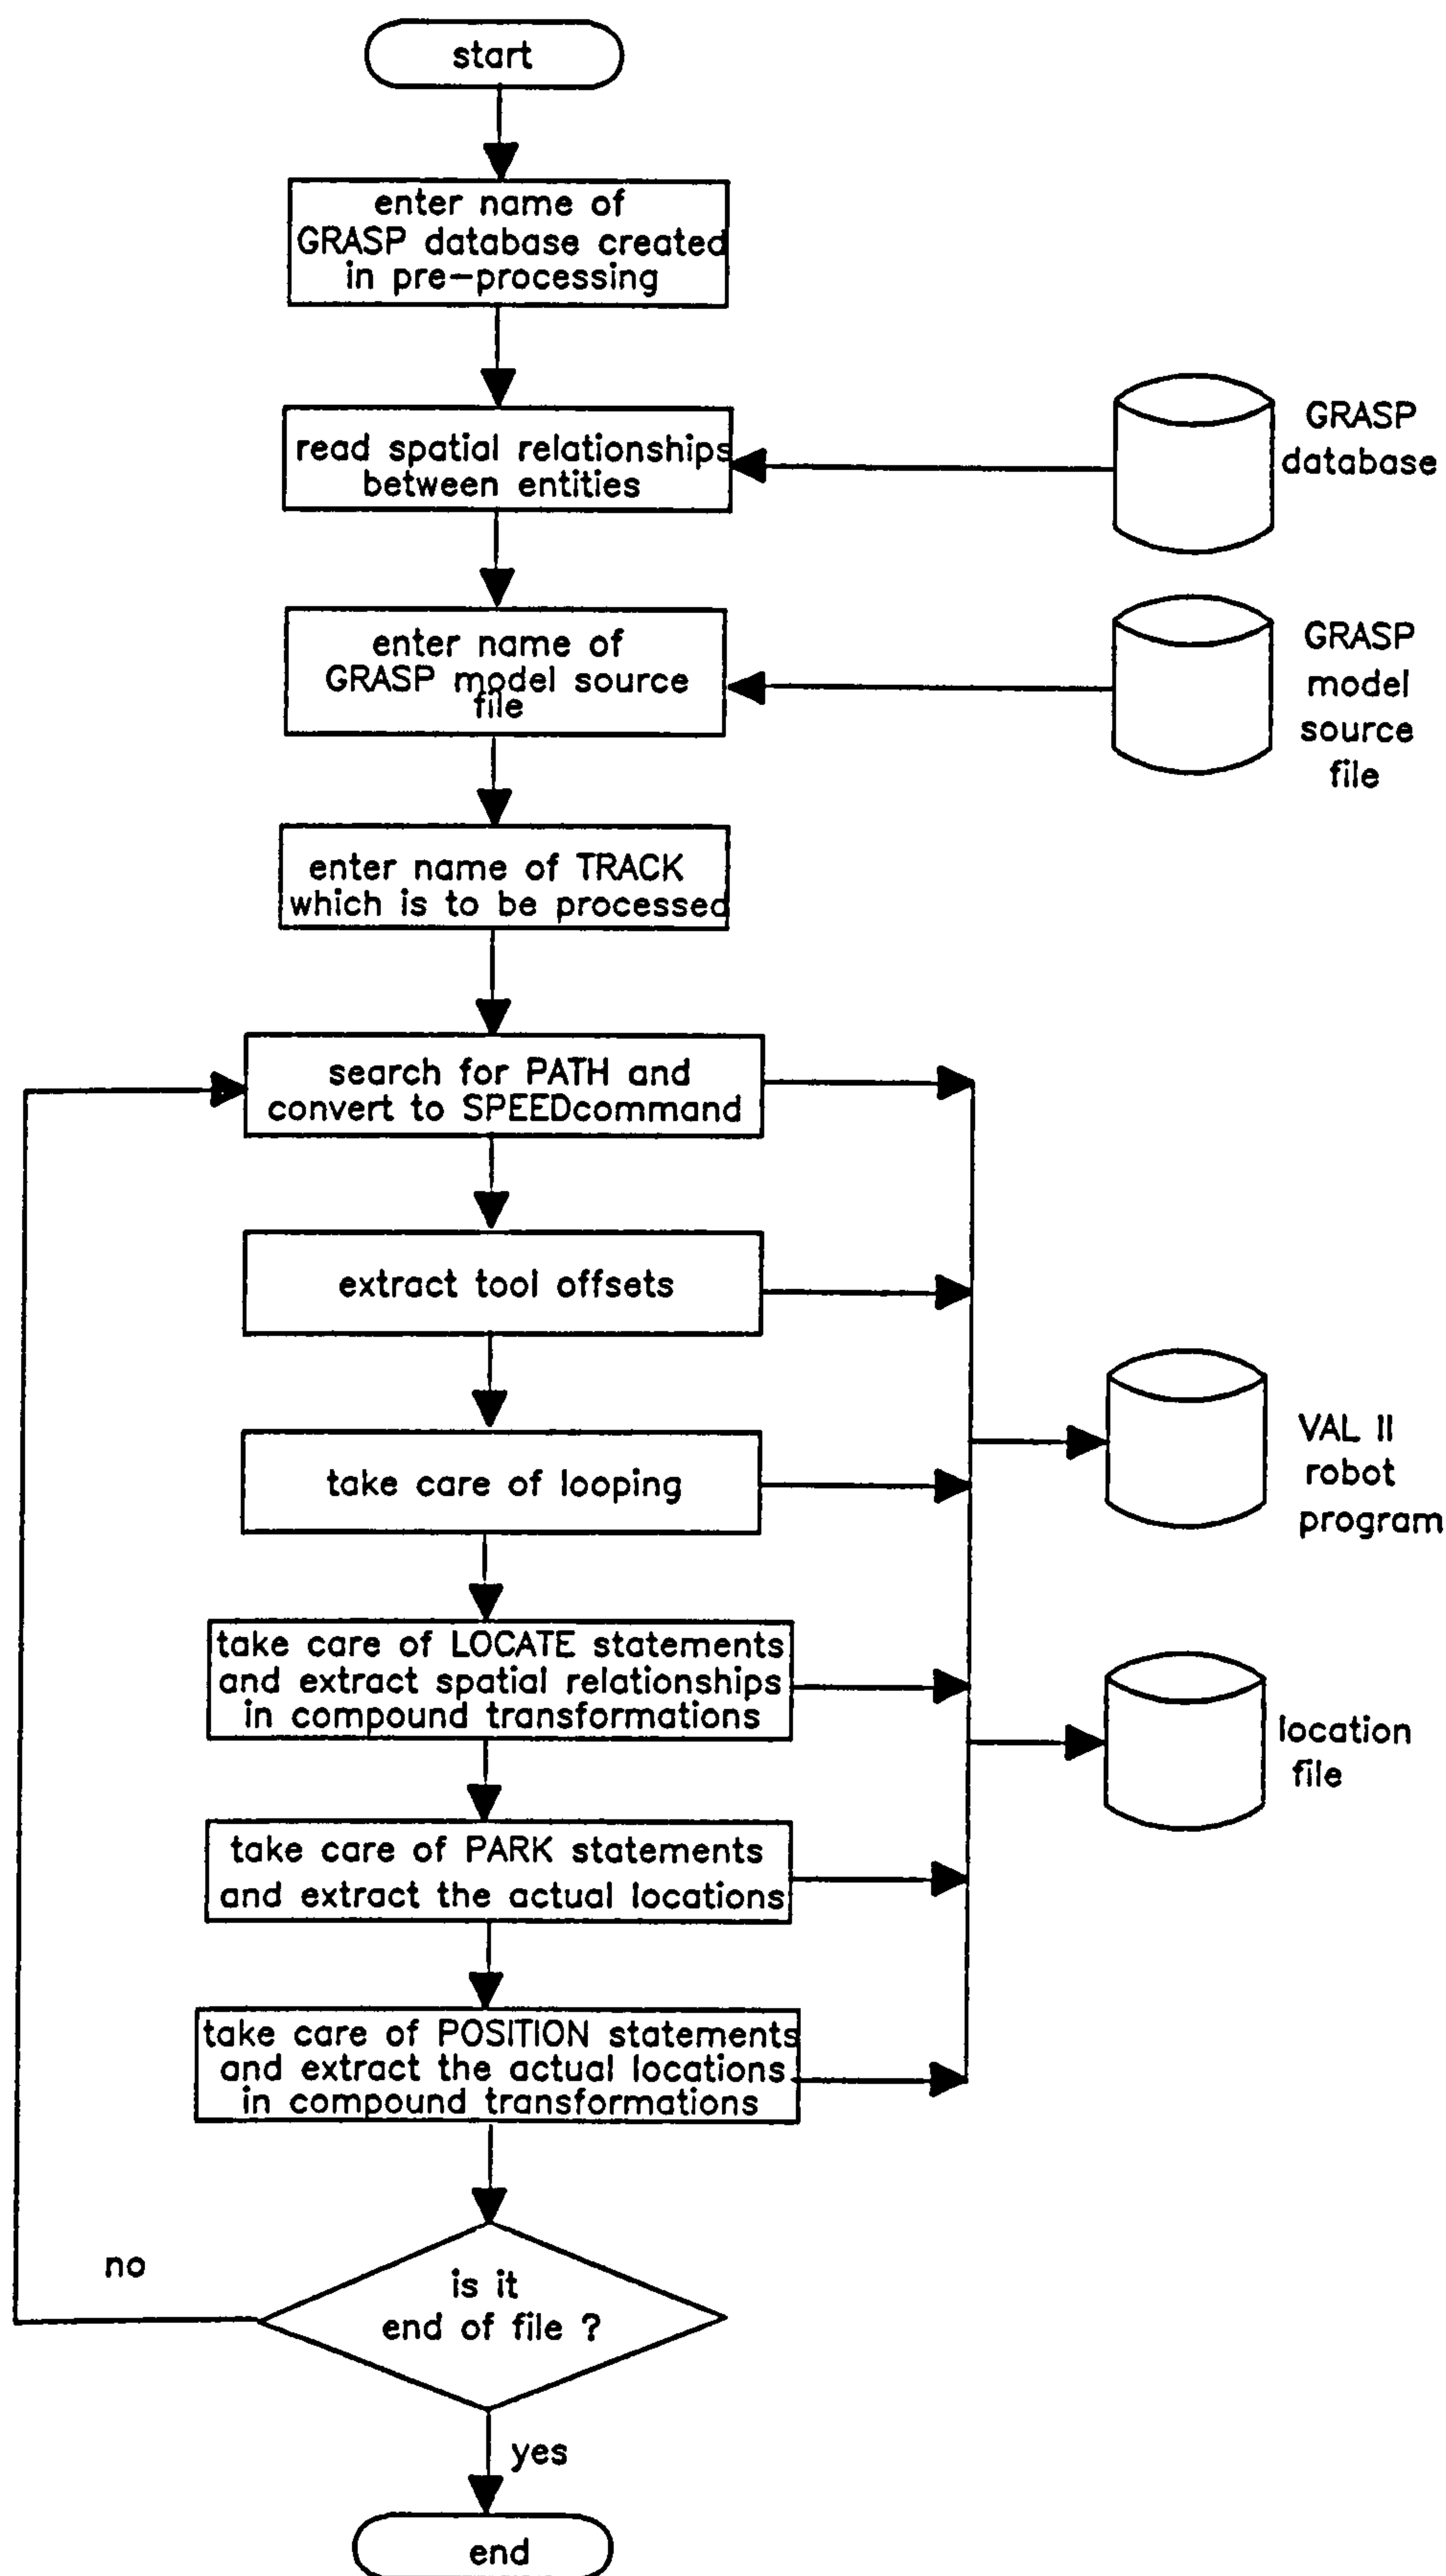 start
enter name of
GRASP database created
in pre-processing
read spatial relationships
between entities
GRASP
database
enter name of
GRASP model source
file
GRASP
model
source
file
enter name of TRACK
which is to be processed
search for PATH and
convert to SPEEDcommand
extract tool offsets
take care of looping
VAL II
robot
program
take care of LOCATE statements
and extract spatial relationships
in compound transformations
location
file
take care of PARK statements
and extract the actual locations
take care of POSITION statements
and extract the actual locations
in compound transformations
no
is it
end of file ?
yes
end